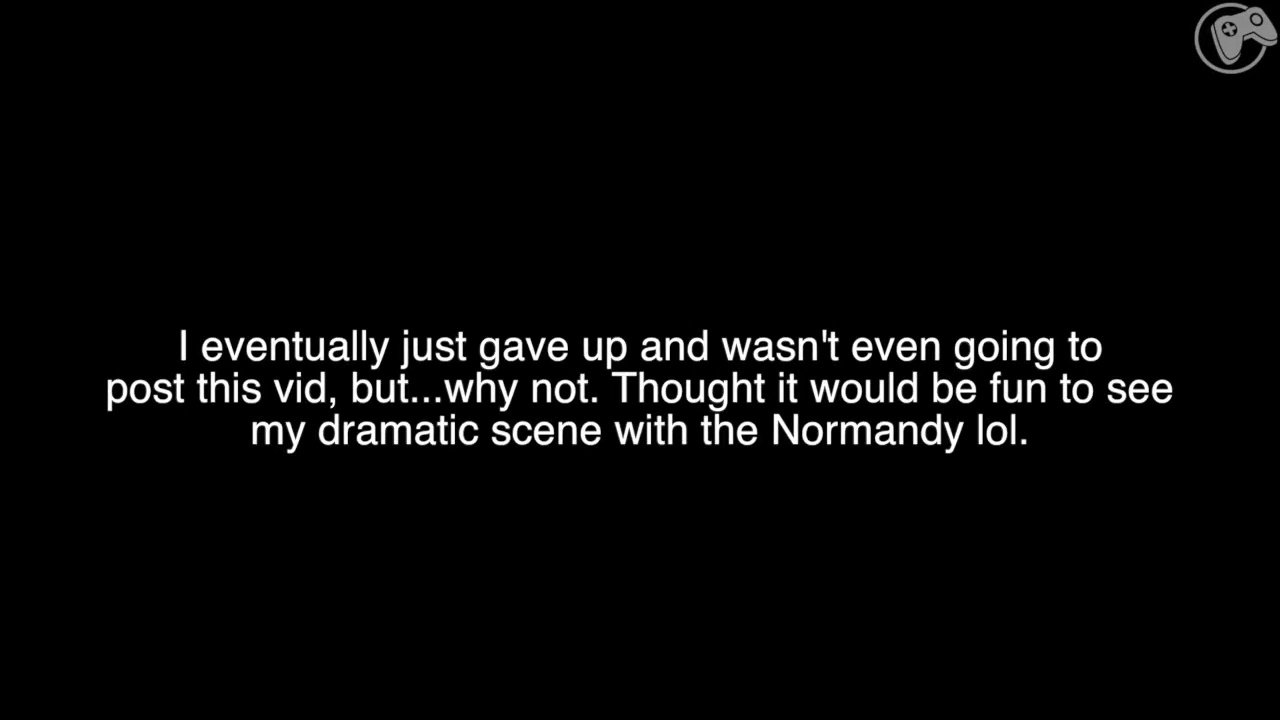 I eventually just gave up and wasn't even going to
post this vid, but...why not. Thought it would be fun to see
my dramatic scene with the Normandy lol.